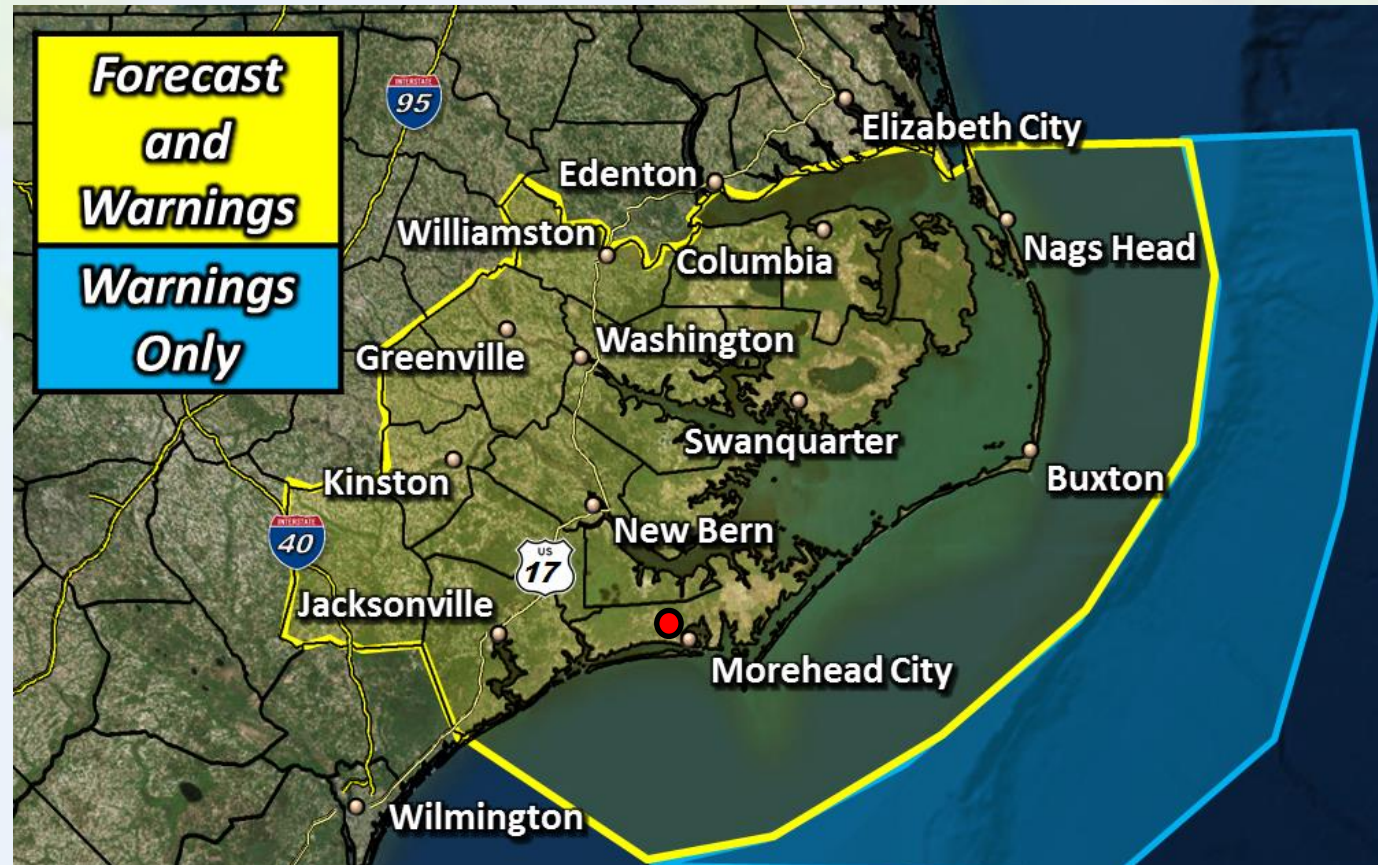 Forecast
and
Warnings
Warnings
Only
INTERSTATE
95
Elizabeth City
Edenton
Williamston
Columbia
Nags Head
Washington
Greenville
Swanquarter
Kinston
Buxton
New Bern
INTERSTATE
40
US
17
Jacksonville
Morehead City
Wilmington